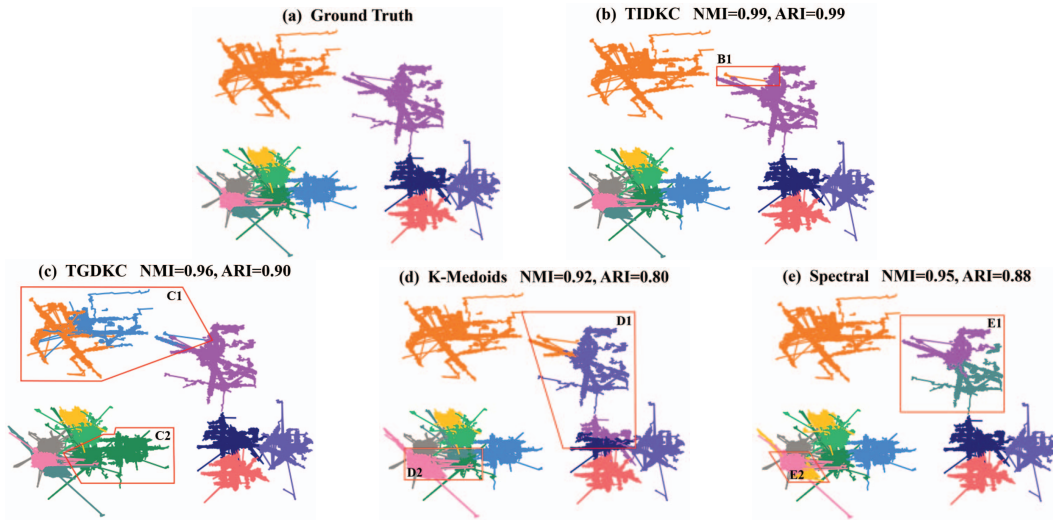 (a) Ground Truth
(b) TIDKC NMI=0.99, ARI=0.99
B1
(c) TGDKC NMI=0.96, ARI=0.90
(d) K-Medoids NMI=0.92, ARI=0.80
(e) Spectral NMI=0.95, ARI=0.88
C1
D1
E1
C2
D2
E2